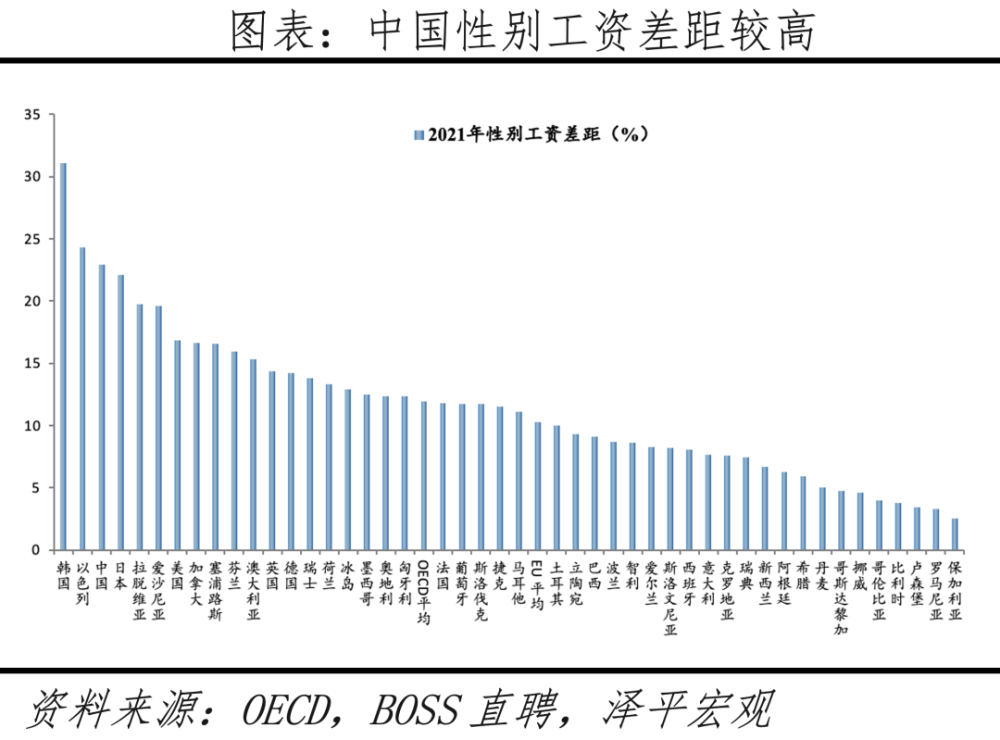 图表：中国性别工资差距较高
35
2021年性别工资差距（%）
30
25
20
15
10
5
0
韩国
以色列
中国
日本
拉脱维亚
爱沙尼亚
美国
加拿大
塞浦路斯
芬兰
澳大利亚
英国
德国
瑞士
荷兰
冰岛
墨西哥
奥地利
匈牙利
OECD平均
法国
葡萄牙
斯洛伐克
捷克
马耳他
EU平均
土耳其
立陶宛
巴西
波兰
智利
爱尔兰
斯洛文尼亚
西班牙
意大利
克罗地亚
瑞典
新西兰
阿根廷
希腊
丹麦
哥斯达黎加
挪威
哥伦比亚
比利时
卢森堡
罗马尼亚
保加利亚
资料来源：OECD，BOSS直聘，泽平宏观